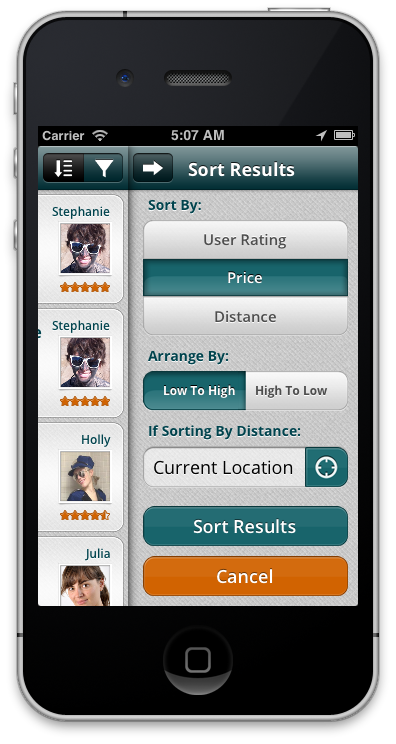 Carrier 5:07 AM
Sort Results
Stephanie
e
Stephanie
Holly
Julia
Sort By:
User Rating
Price
Distance
Arrange By:
Low To High High To Low
If Sorting By Distance:
Current Location
Sort Results
Cancel